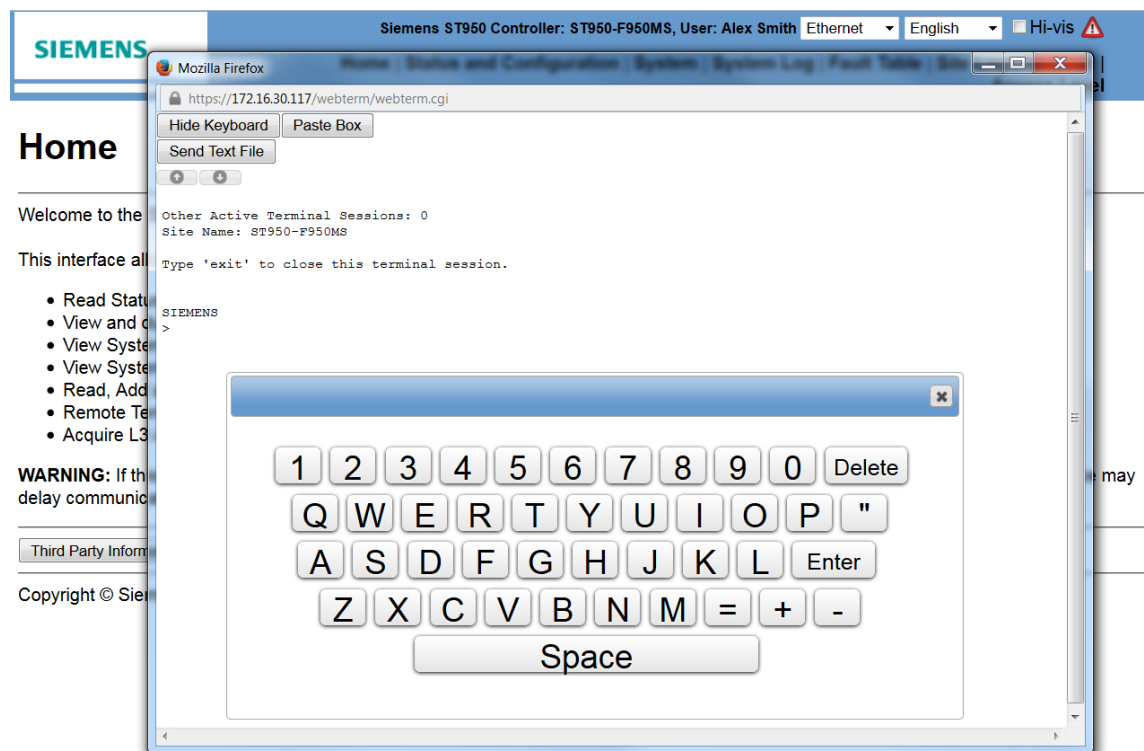 Siemens ST950 Controller: ST950-F950MS, User: Alex Smith Ethernet English Hi-vis
SIEMENS
Mozilla Firefox
Home | Status and Configuration | System | System Log | Fault Table |
https://172.16.30.117/webterm/webterm.cgi
Hide Keyboard Paste Box
Send Text File
Home
Other Active Terminal Sessions: 0
Site Name: ST950-F950MS
Type 'exit' to close this terminal session.
SIEMENS
>
Welcome to the
This interface all
• Read Statu
• View and
• View Syste
• View Syste
• Read, Add
• Remote Te
• Acquire L3
WARNING: If th
e may
delay communic
Third Party Inform
Copyright © Sie
1 2 3 4 5 6 7 8 9 0 Delete
Q W E R T Y U I O P "
A S D F G H J K L Enter
Z X C V B N M = + -
Space